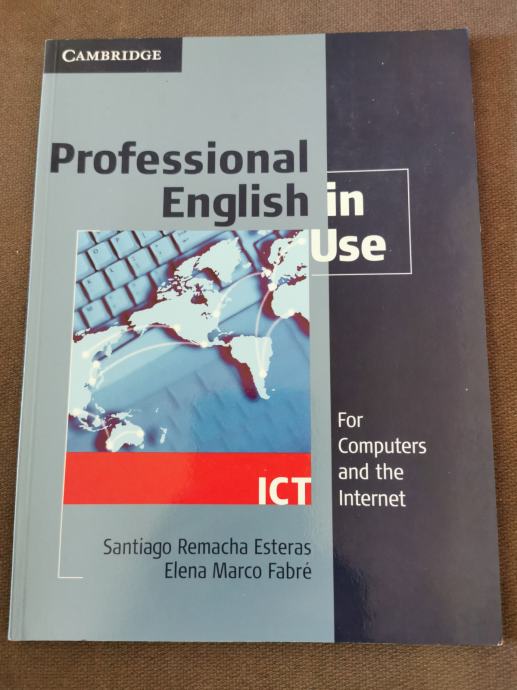 CAMBRIDGE
Professional
English in
Use
ICT
For
Computers
and the
Internet
Santiago Remacha Esteras
Elena Marco Fabré